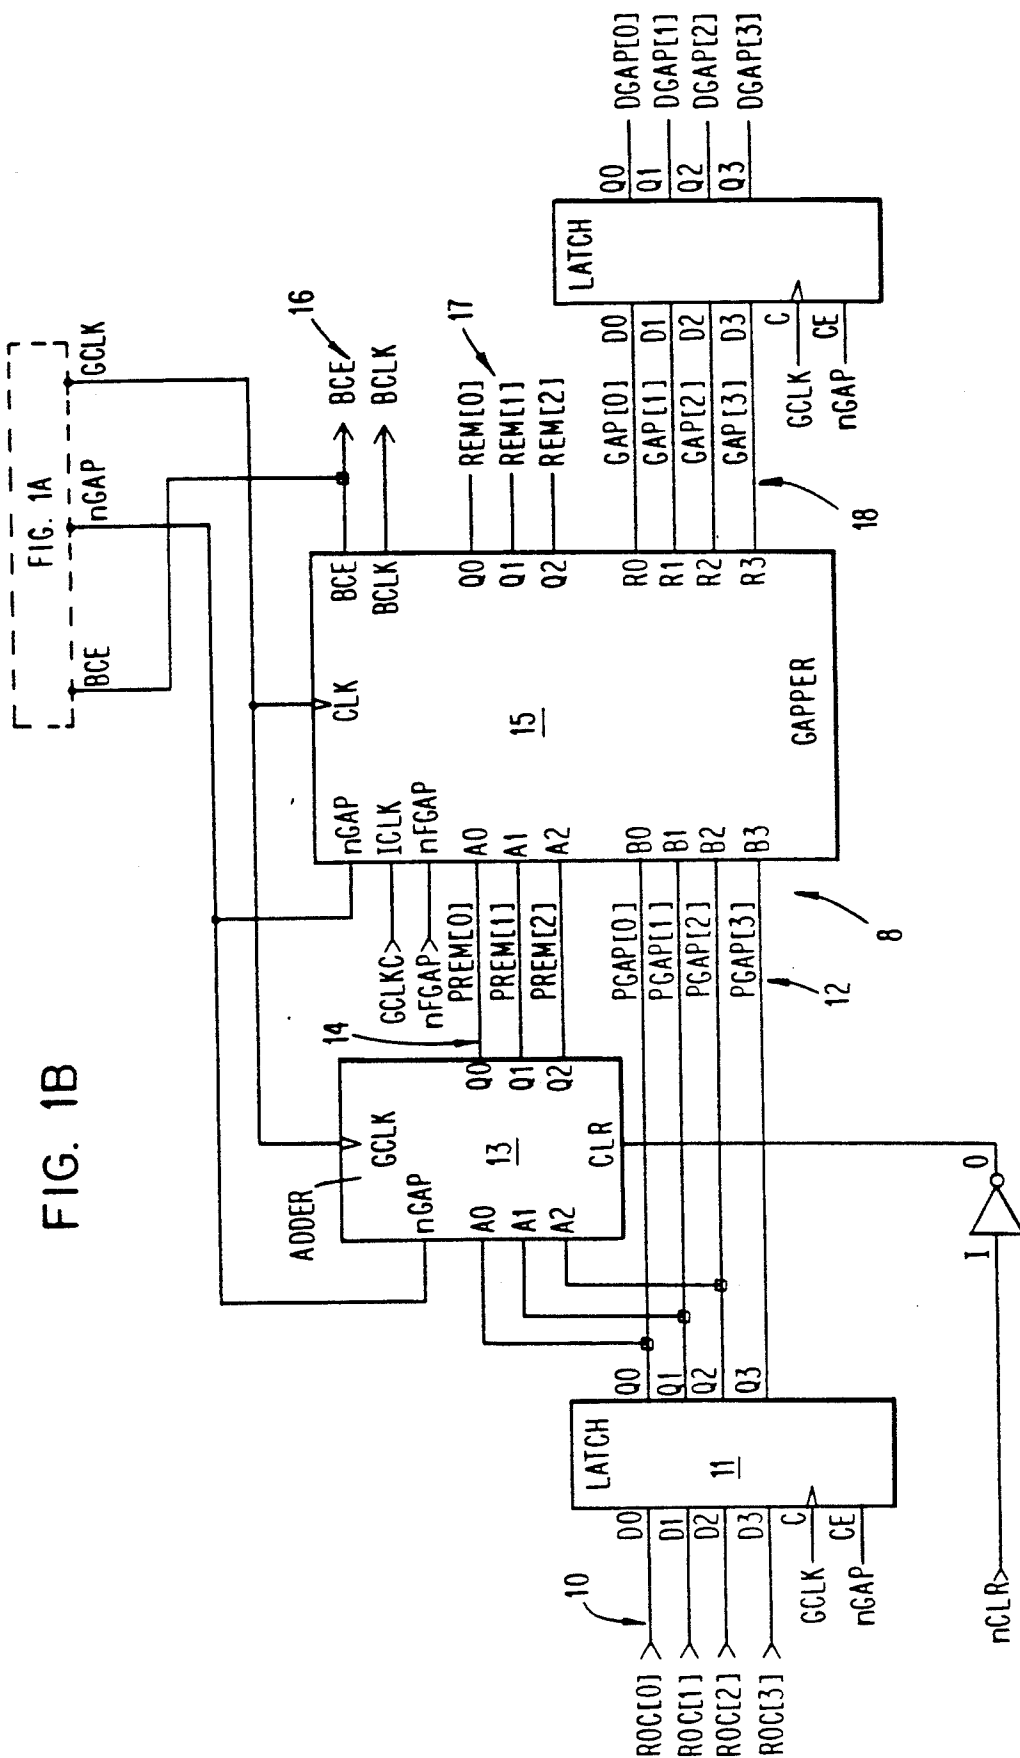 FIG. 1B
FIG. 1A
BCE
nGAP
GCLK
ADDER
GCLK
nGAP
13
A0
A1
A2
Q0
Q1
Q2
CLR
14
GCLKC
nFGAP
PREM[0]
PREM[1]
PREM[2]
nGAP
ICLK
nFGAP
A0
A1
A2
CLK
15
BCE
BCLK
Q0
Q1
Q2
B0
B1
B2
B3
R0
R1
R2
R3
GAPPER
BCE
BCLK
16
REM[0]
REM[1]
REM[2]
17
PGAP[0]
PGAP[1]
PGAP[2]
PGAP[3]
12
8
ROC[0]
ROC[1]
ROC[2]
ROC[3]
10
D0
D1
D2
D3
C
CE
GCLK
nGAP
LATCH
11
Q0
Q1
Q2
Q3
nCLR
I
O
GAP[0]
GAP[1]
GAP[2]
GAP[3]
18
D0
D1
D2
D3
C
CE
GCLK
nGAP
LATCH
Q0
Q1
Q2
Q3
DGAP[0]
DGAP[1]
DGAP[2]
DGAP[3]